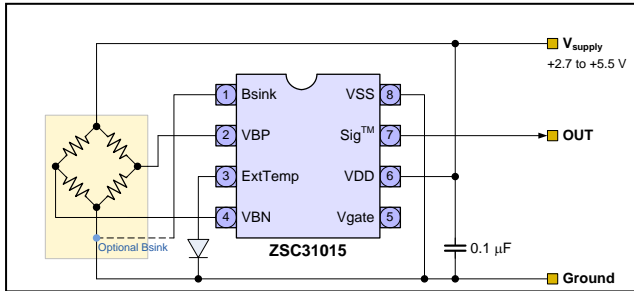 V_supply
+2.7 to +5.5 V
1 Bsink VSS 8
2 VBP Sig™ 7 OUT
3 ExtTemp VDD 6
4 VBN Vgate 5
Optional Bsink
ZSC31015
0.1 µF
Ground